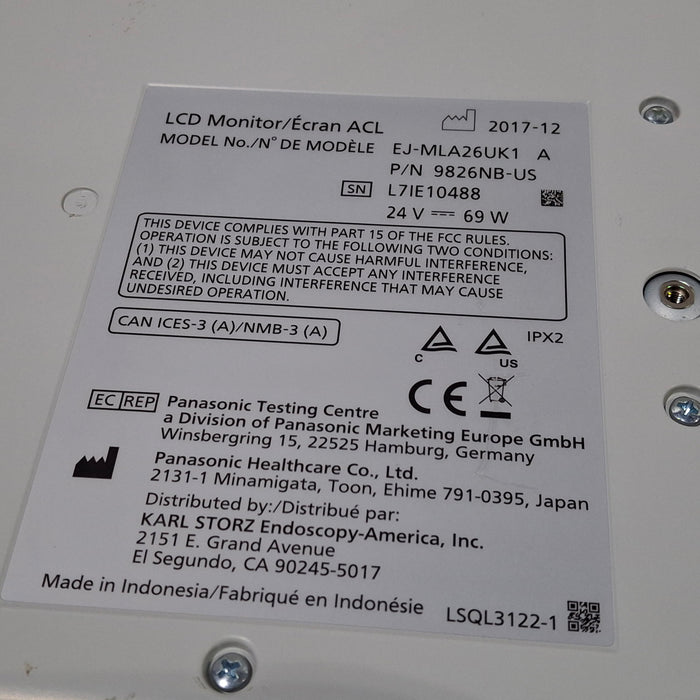 LCD Monitor/Écran ACL 2017-12
MODEL No./N° DE MODÈLE EJ-MLA26UK1 A
P/N 9826NB-US
SN L7IE10488
24 V ⎓ 69 W
THIS DEVICE COMPLIES WITH PART 15 OF THE FCC RULES.
OPERATION IS SUBJECT TO THE FOLLOWING TWO CONDITIONS:
(1) THIS DEVICE MAY NOT CAUSE HARMFUL INTERFERENCE,
AND (2) THIS DEVICE MUST ACCEPT ANY INTERFERENCE
RECEIVED, INCLUDING INTERFERENCE THAT MAY CAUSE
UNDESIRED OPERATION.
CAN ICES-3 (A)/NMB-3 (A)
IPX2
C US
CE
EC REP Panasonic Testing Centre
a Division of Panasonic Marketing Europe GmbH
Winsbergring 15, 22525 Hamburg, Germany
Panasonic Healthcare Co., Ltd.
2131-1 Minamigata, Toon, Ehime 791-0395, Japan
Distributed by:/Distribué par:
KARL STORZ Endoscopy-America, Inc.
2151 E. Grand Avenue
El Segundo, CA 90245-5017
Made in Indonesia/Fabriqué en Indonésie LSQL3122-1